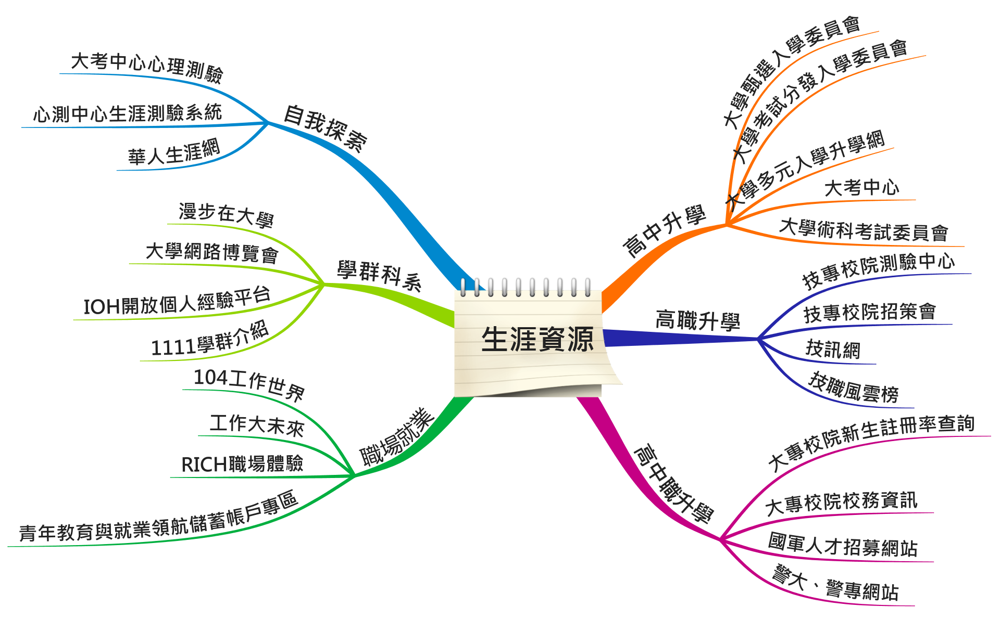 生涯資源
自我探索
大考中心心理測驗
心測中心生涯測驗系統
華人生涯網
學群科系
漫步在大學
大學網路博覽會
IOH開放個人經驗平台
1111學群介紹
職場就業
104工作世界
工作大未來
RICH職場體驗
青年教育與就業領航儲蓄帳戶專區
高中升學
大學甄選入學委員會
大學考試分發入學委員會
大學多元入學升學網
大考中心
大學術科考試委員會
高職升學
技專校院測驗中心
技專校院招策會
技訊網
技職風雲榜
高中職升學
大專校院新生註冊率查詢
大專校院校務資訊
國軍人才招募網站
警大、警專網站